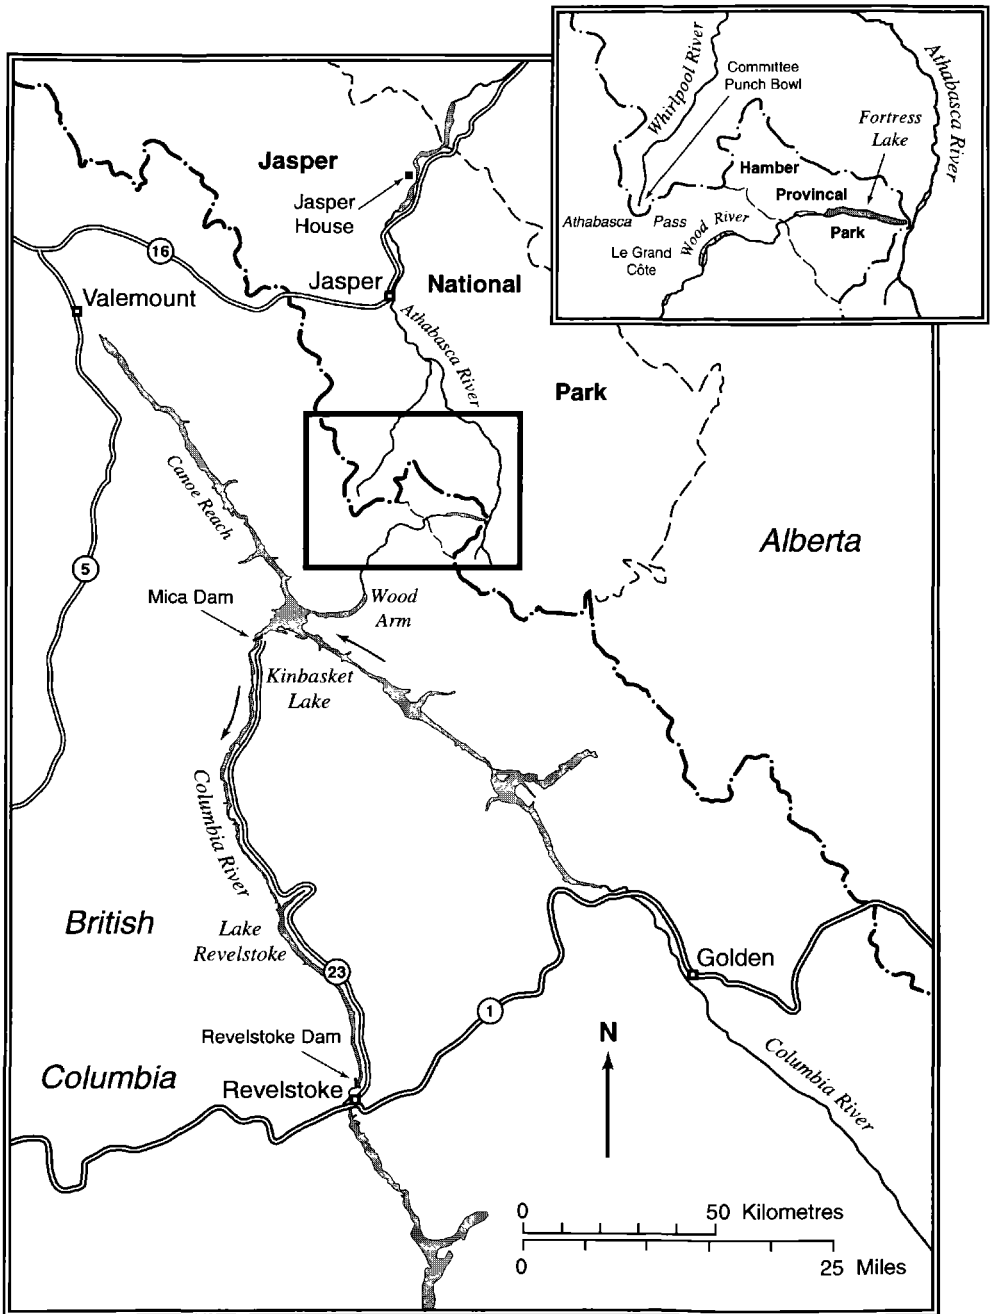 Whirlpool River
Committee
Punch Bowl
Athabasca River
Fortress
Lake
Hamber
Provincal
Park
Athabasca Pass
Wood River
Le Grand
Côte
Jasper
Jasper
House
16
Jasper
National
Valemount
Athabasca River
Park
Canoe Reach
Alberta
5
Mica Dam
Wood
Arm
Kinbasket
Lake
Columbia River
British
Lake
Revelstoke
23
Golden
1
Revelstoke Dam
N
Columbia
Revelstoke
Columbia River
0 50 Kilometres
0 25 Miles